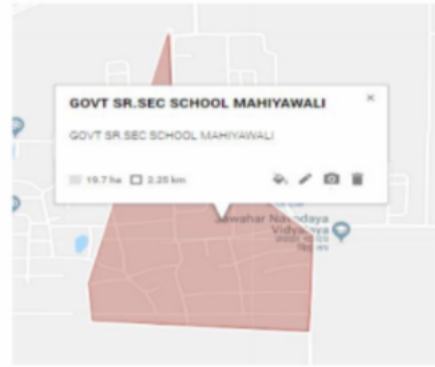 GOVT SR.SEC SCHOOL MAHIYAWALI
GOVT SR.SEC SCHOOL MAHIYAWALI
19.7 ha 2.25 km
Jawahar Navodaya
Vidyalaya